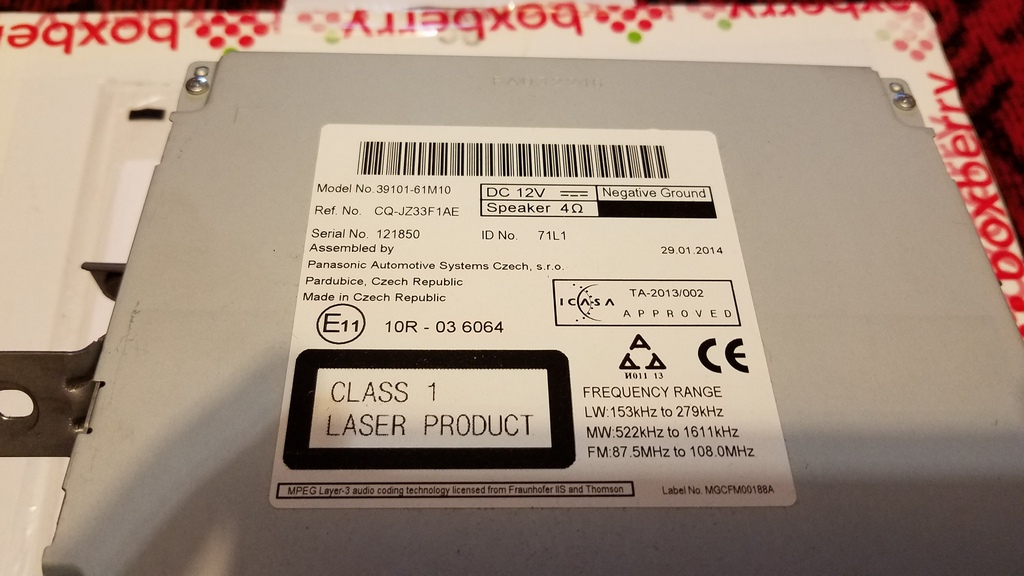 boxberry
boxberry
boxberry
boxberry
Model No. 39101-61M10
DC 12V
Negative Ground
Ref. No. CQ-JZ33F1AE
Speaker 4Ω
Serial No. 121850
ID No. 71L1
Assembled by
29.01.2014
Panasonic Automotive Systems Czech, s.r.o.
Pardubice, Czech Republic
Made in Czech Republic
ICASA
TA-2013/002
APPROVED
E11
10R - 03 6064
A
И011 13
CE
CLASS 1
LASER PRODUCT
FREQUENCY RANGE
LW:153kHz to 279kHz
MW:522kHz to 1611kHz
FM:87.5MHz to 108.0MHz
MPEG Layer-3 audio coding technology licensed from Fraunhofer IIS and Thomson
Label No. MGCFM00188A